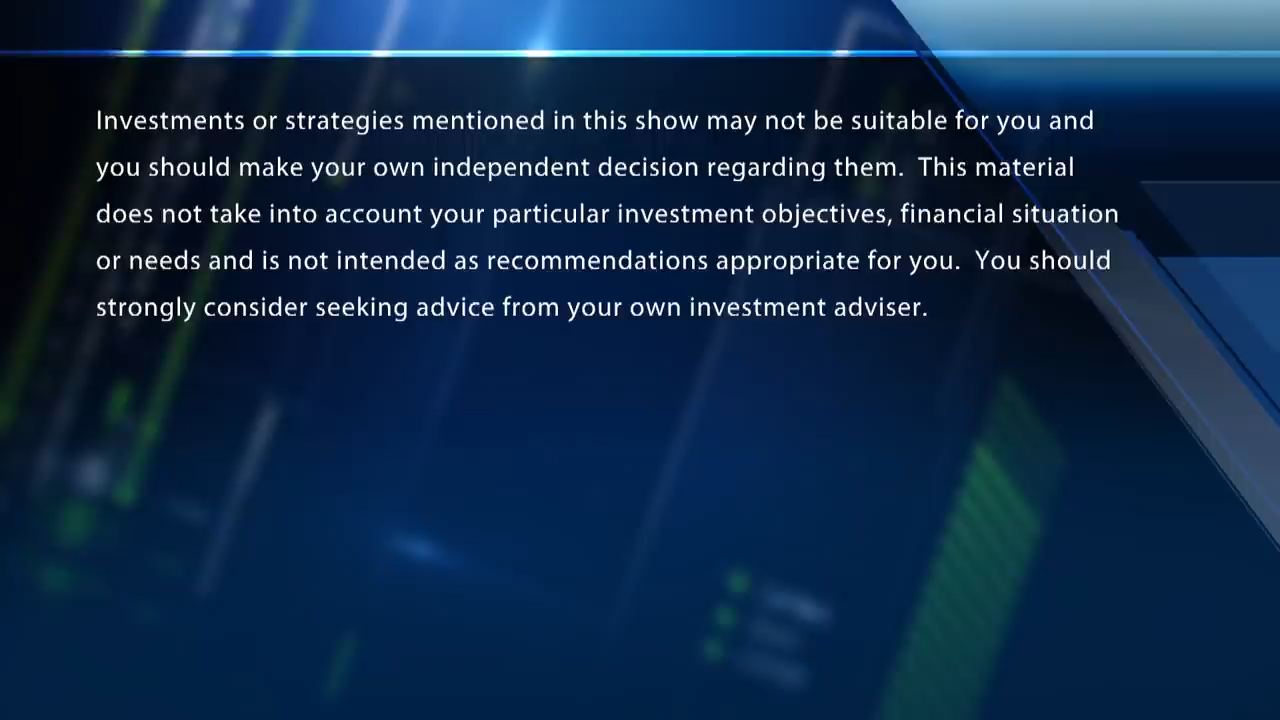 Investments or strategies mentioned in this show may not be suitable for you and
you should make your own independent decision regarding them.  This material
does not take into account your particular investment objectives, financial situation
or needs and is not intended as recommendations appropriate for you.  You should
strongly consider seeking advice from your own investment adviser.